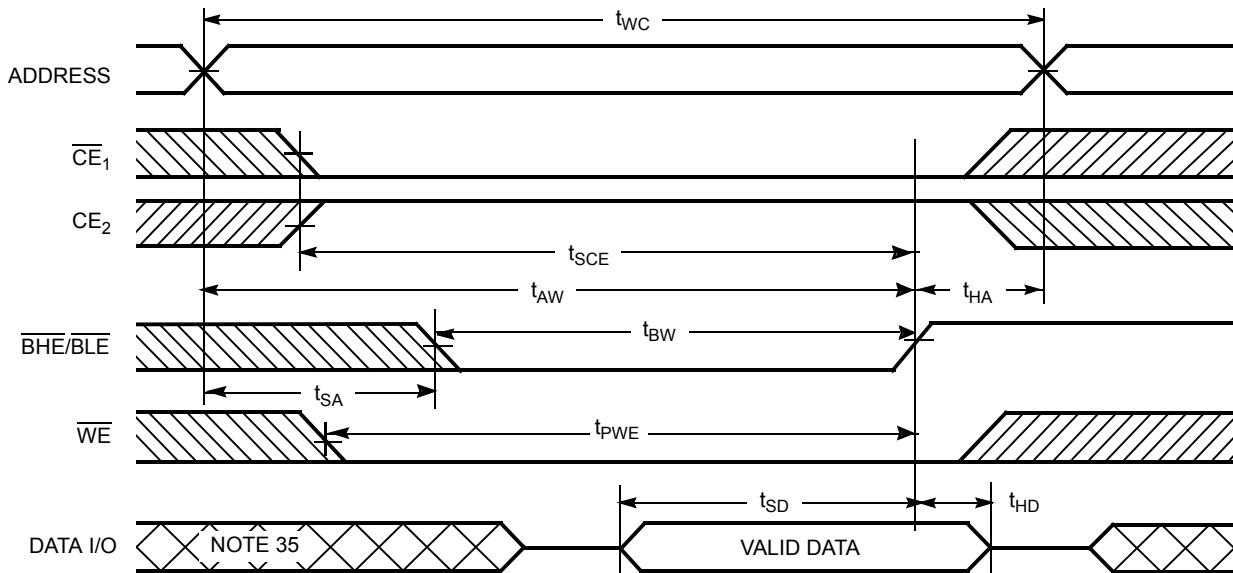 tWC
ADDRESS
CE1
CE2
tSCE
tAW
tHA
BHE/BLE
tBW
tSA
WE
tPWE
tSD
tHD
DATA I/O
NOTE 35
VALID DATA